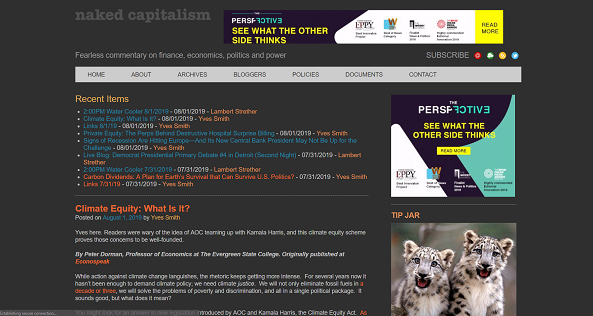 naked capitalism
THE
PERSPECTIVE
SEE WHAT THE OTHER
SIDE THINKS
EPPY
READ
MORE
Fearless commentary on finance, economics, politics and power
SUBSCRIBE
HOME ABOUT ARCHIVES BLOGGERS POLICIES DOCUMENTS CONTACT
Recent Items
2:00PM Water Cooler 8/1/2019 - 08/01/2019 - Lambert Strether
Climate Equity: What Is It? - 08/01/2019 - Yves Smith
Links 8/1/19 - 08/01/2019 - Yves Smith
Private Equity: The Perps Behind Destructive Hospital Surprise Billing - 08/01/2019 - Yves Smith
Signs of Recession Are Hitting Europe—And Its New Central Bank President May Not Be Up for the
Challenge - 08/01/2019 - Yves Smith
Live Blog: Democrat Presidential Primary Debate #4 in Detroit (Second Night) - 07/31/2019 - Lambert
Strether
2:00PM Water Cooler 7/31/2019 - 07/31/2019 - Lambert Strether
Carbon Dividends: A Plan for Earth's Survival that Can Survive U.S. Politics? - 07/31/2019 - Yves Smith
Links 7/31/19 - 07/31/2019 - Yves Smith
THE
PERSPECTIVE
SEE WHAT THE
OTHER SIDE THINKS
READ MORE
EPPY
Climate Equity: What Is It?
Posted on August 1, 2019 by Yves Smith
Yves here. Readers were wary of the idea of AOC teaming up with Kamala Harris, and this climate equity scheme
proves those concerns to be well-founded.
By Peter Dorman, Professor of Economics at The Evergreen State College. Originally published at
Econospeak
While action against climate change languishes, the rhetoric keeps getting more intense. For several years now it
hasn't been enough to demand climate policy; we need climate justice. We will not only eliminate fossil fuels in a
decade or three, we will solve the problems of poverty and discrimination, and all in a single political package. It
sounds good, but what does it mean?
You might look for an answer in new legislation introduced by AOC and Kamala Harris, the Climate Equity Act. As
TIP JAR
Establishing secure connection...